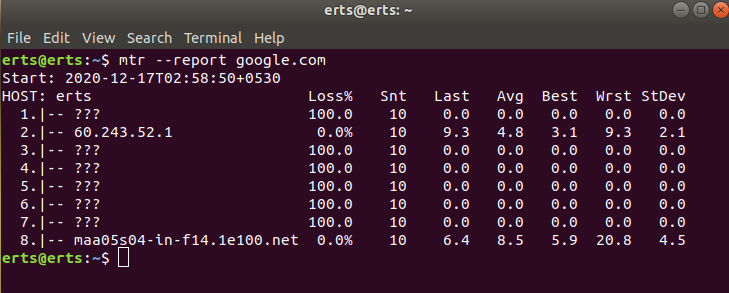 erts@erts: ~
File Edit View Search Terminal Help
erts@erts:~$ mtr --report google.com
Start: 2020-12-17T02:58:50+0530
HOST: erts                        Loss%   Snt   Last   Avg  Best  Wrst StDev
  1.|-- ???                       100.0    10    0.0   0.0   0.0   0.0   0.0
  2.|-- 60.243.52.1                0.0%    10    9.3   4.8   3.1   9.3   2.1
  3.|-- ???                       100.0    10    0.0   0.0   0.0   0.0   0.0
  4.|-- ???                       100.0    10    0.0   0.0   0.0   0.0   0.0
  5.|-- ???                       100.0    10    0.0   0.0   0.0   0.0   0.0
  6.|-- ???                       100.0    10    0.0   0.0   0.0   0.0   0.0
  7.|-- ???                       100.0    10    0.0   0.0   0.0   0.0   0.0
  8.|-- maa05s04-in-f14.1e100.net  0.0%    10    6.4   8.5   5.9  20.8   4.5
erts@erts:~$